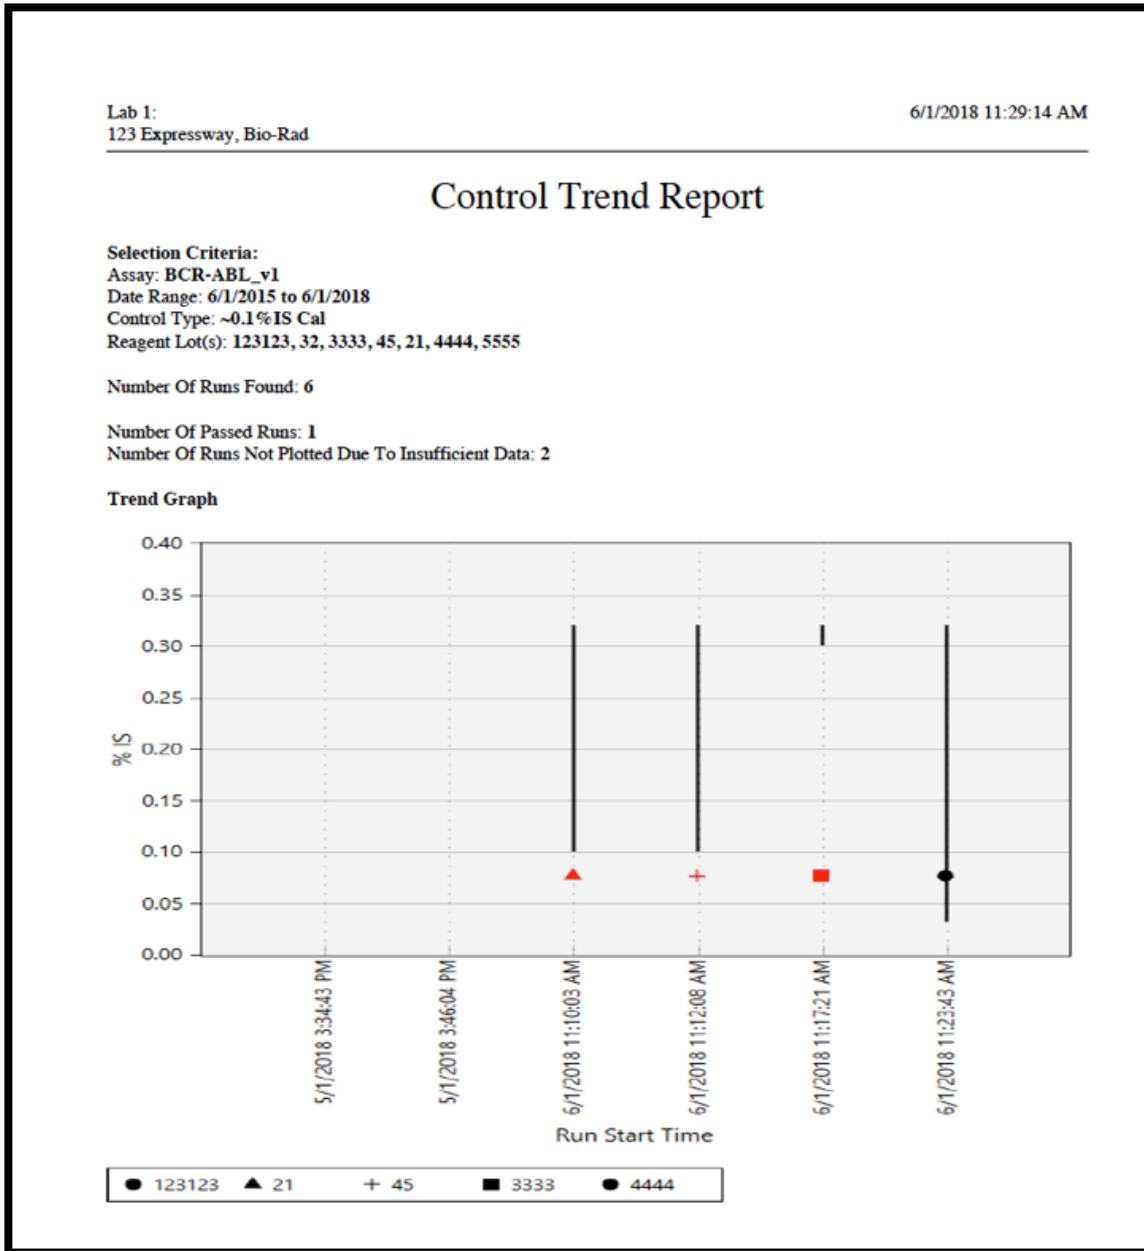 Lab 1:
6/1/2018 11:29:14 AM
123 Expressway, Bio-Rad
Control Trend Report
Selection Criteria:
Assay: BCR-ABL_v1
Date Range: 6/1/2015 to 6/1/2018
Control Type: ~0.1%IS Cal
Reagent Lot(s): 123123, 32, 3333, 45, 21, 4444, 5555
Number Of Runs Found: 6
Number Of Passed Runs: 1
Number Of Runs Not Plotted Due To Insufficient Data: 2
Trend Graph
0.40
0.35
0.30
0.25
0.20
0.15
0.10
0.05
0.00
% IS
5/1/2018 3:34:43 PM
5/1/2018 3:46:04 PM
6/1/2018 11:10:03 AM
6/1/2018 11:12:08 AM
6/1/2018 11:17:21 AM
6/1/2018 11:23:43 AM
Run Start Time
123123 21 45 3333 4444